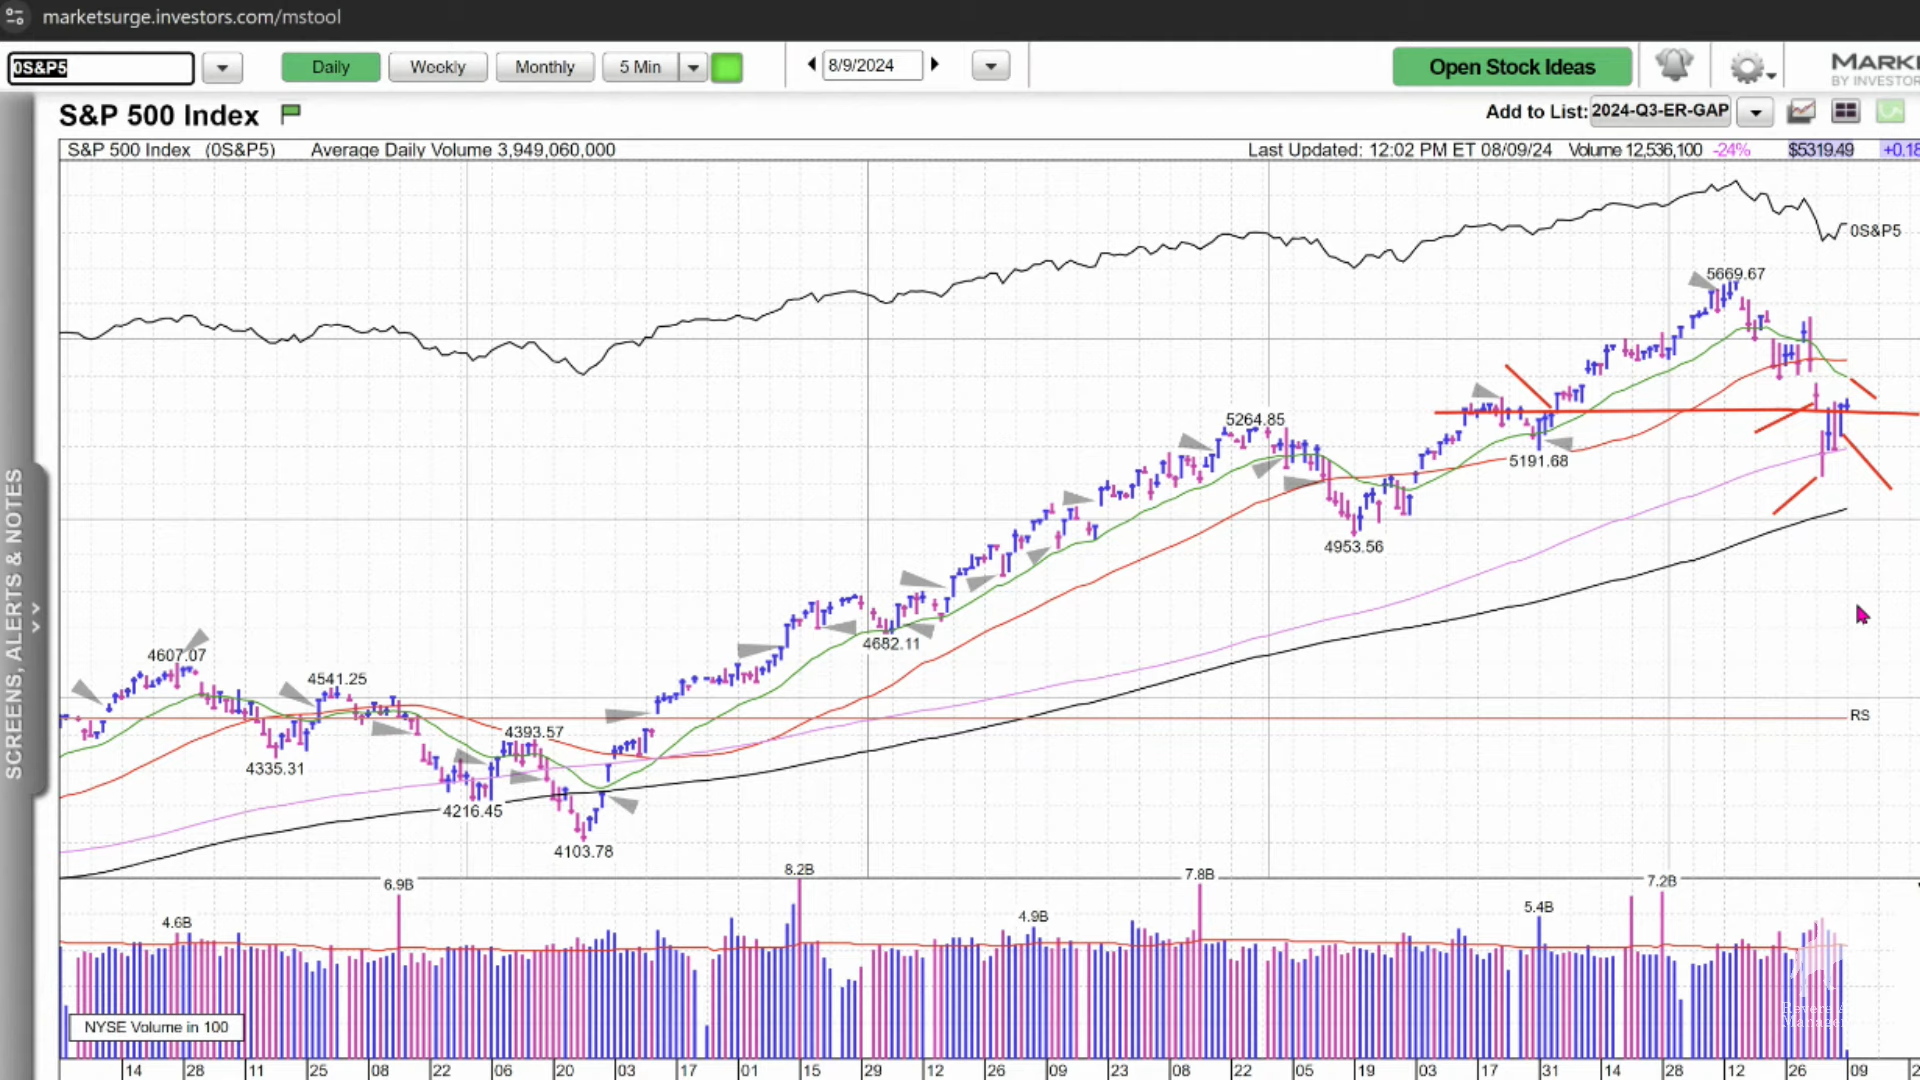 marketsurge.investors.com/mstool
0S&P5
Daily
Weekly
Monthly
5 Min
8/9/2024
Open Stock Ideas
S&P 500 Index
Add to List:
2024-Q3-ER-GAP
S&P 500 Index (0S&P5) Average Daily Volume 3,949,060,000
Last Updated: 12:02 PM ET 08/09/24 Volume 12,536,100 -24% $5319.49
SCREENS, ALERTS & NOTES
0S&P5
5669.67
5264.85
5191.68
4953.56
4682.11
4607.07
4541.25
4393.57
RS
4335.31
4216.45
4103.78
8.2B
7.8B
7.2B
6.9B
5.4B
4.9B
4.6B
NYSE Volume in 100
14 28 11 25 08 22 06 20 03 17 01 15 29 12 26 09 23 08 22 05 19 03 17 31 14 28 12 26 09